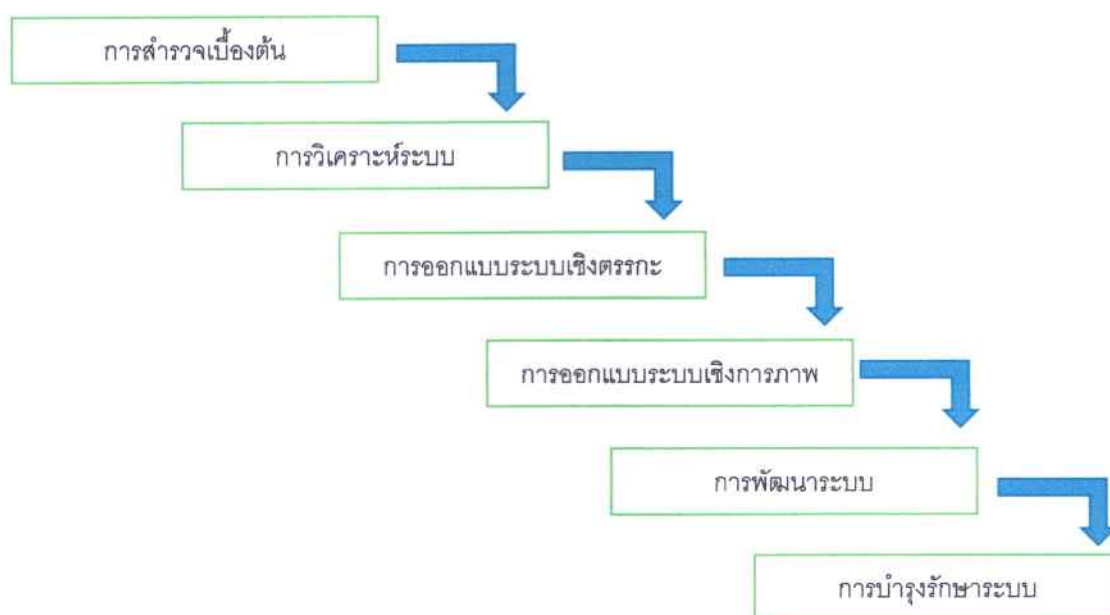 การสำรวจเบื้องต้น
การวิเคราะห์ระบบ
การออกแบบระบบเชิงตรรกะ
การออกแบบระบบเชิงการภาพ
การพัฒนาระบบ
การบำรุงรักษาระบบ